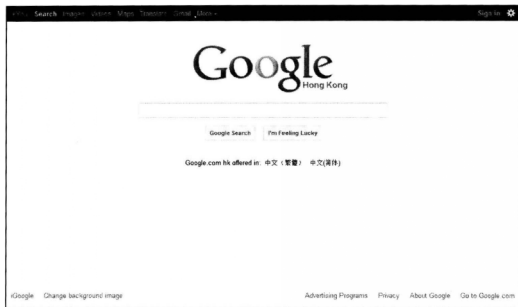 Search Images Videos Maps Translate Gmail More
Sign in
Google
Hong Kong
Google Search I'm Feeling Lucky
Google.com.hk offered in: 中文（繁體） 中文(简体)
iGoogle Change background image Advertising Programs Privacy About Google Go to Google.com